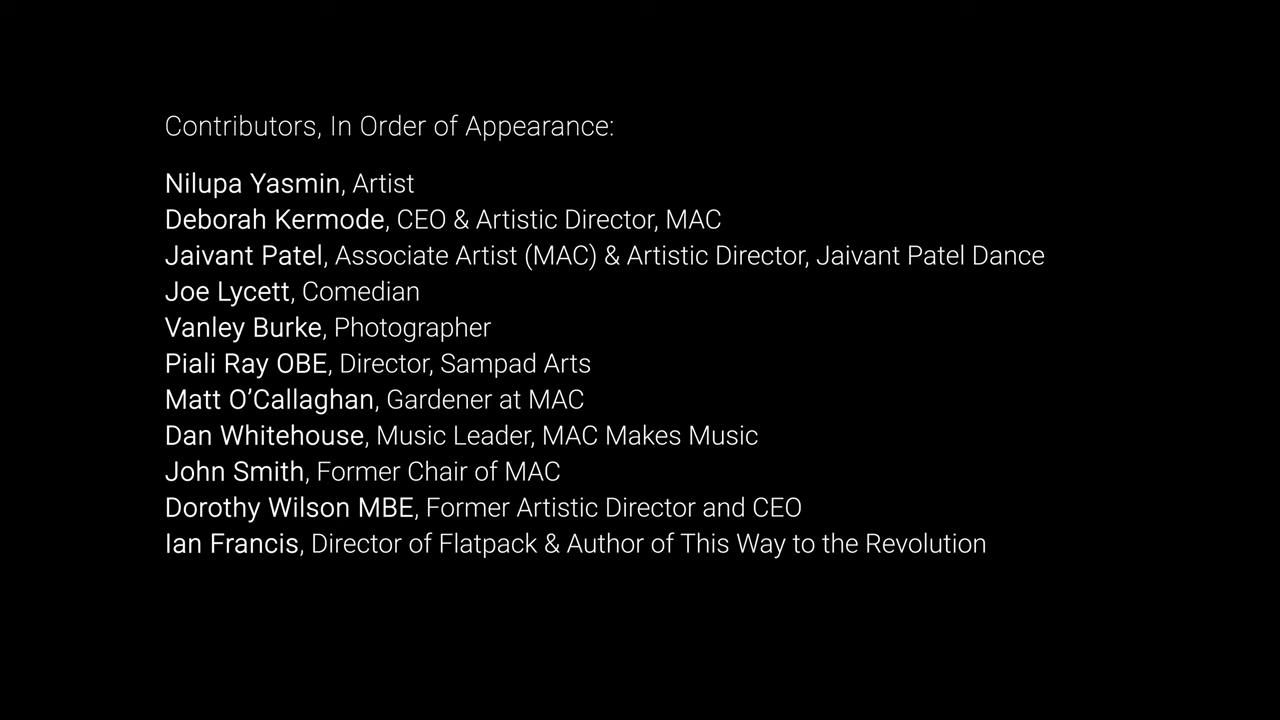 Contributors, In Order of Appearance:
Nilupa Yasmin, Artist
Deborah Kermode, CEO & Artistic Director, MAC
Jaivant Patel, Associate Artist (MAC) & Artistic Director, Jaivant Patel Dance
Joe Lycett, Comedian
Vanley Burke, Photographer
Piali Ray OBE, Director, Sampad Arts
Matt O’Callaghan, Gardener at MAC
Dan Whitehouse, Music Leader, MAC Makes Music
John Smith, Former Chair of MAC
Dorothy Wilson MBE, Former Artistic Director and CEO
Ian Francis, Director of Flatpack & Author of This Way to the Revolution